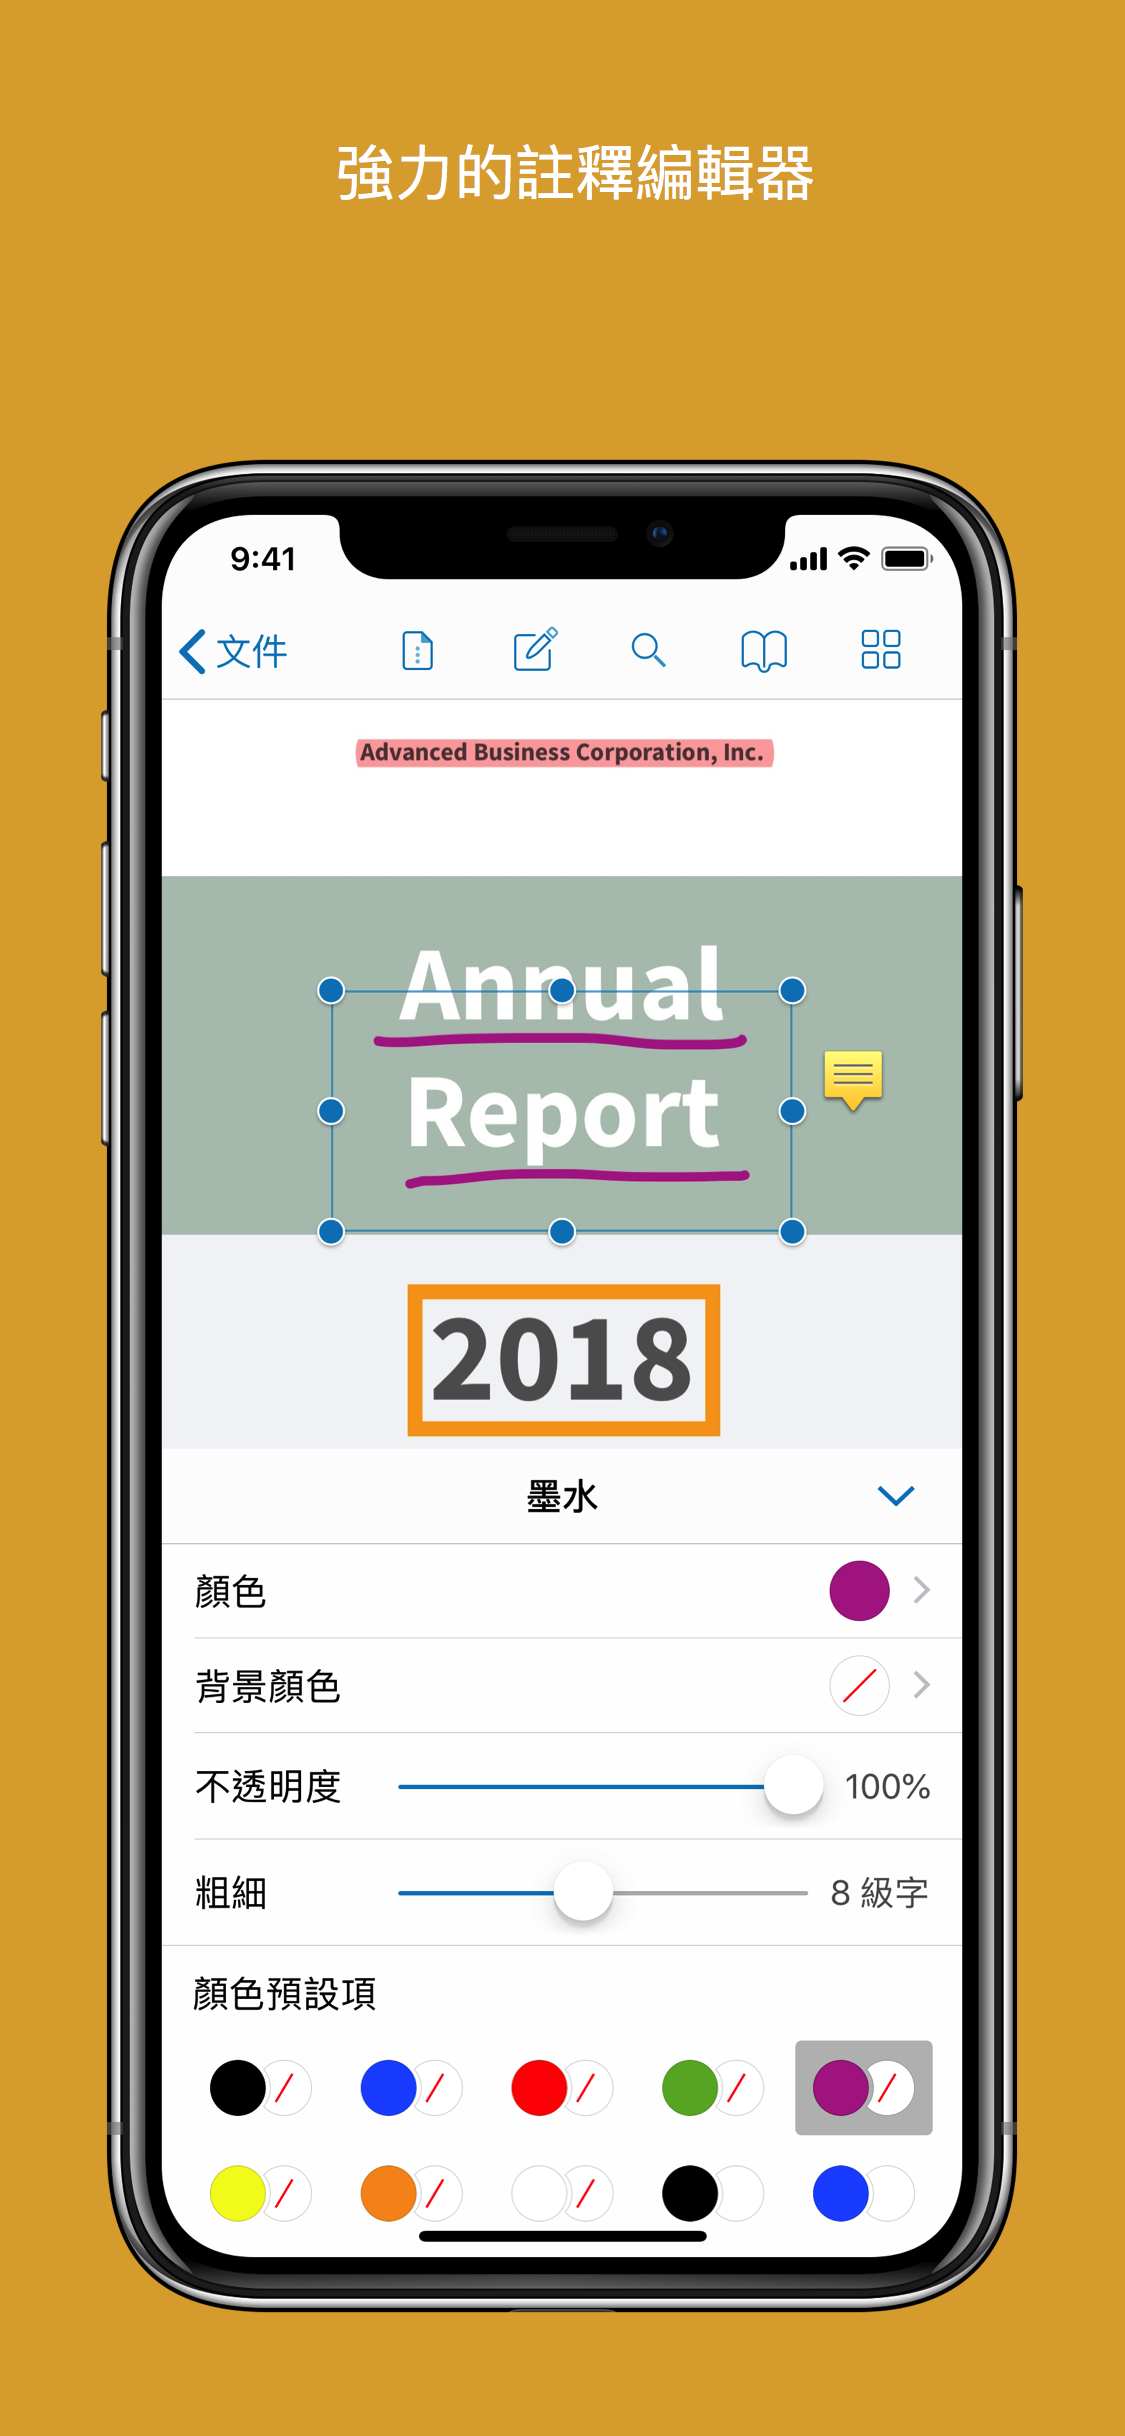 強力的註釋編輯器
9:41
文件
Advanced Business Corporation, Inc.
Annual
Report
2018
墨水
顏色
背景顏色
不透明度 100%
粗細 8 級字
顏色預設項